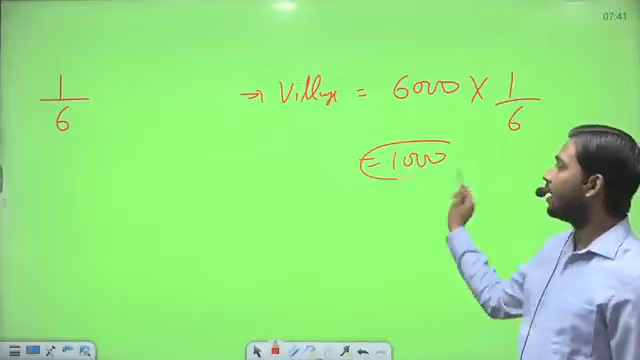 07:41
1/6
→ Village = 6000 × 1/6
= 1000